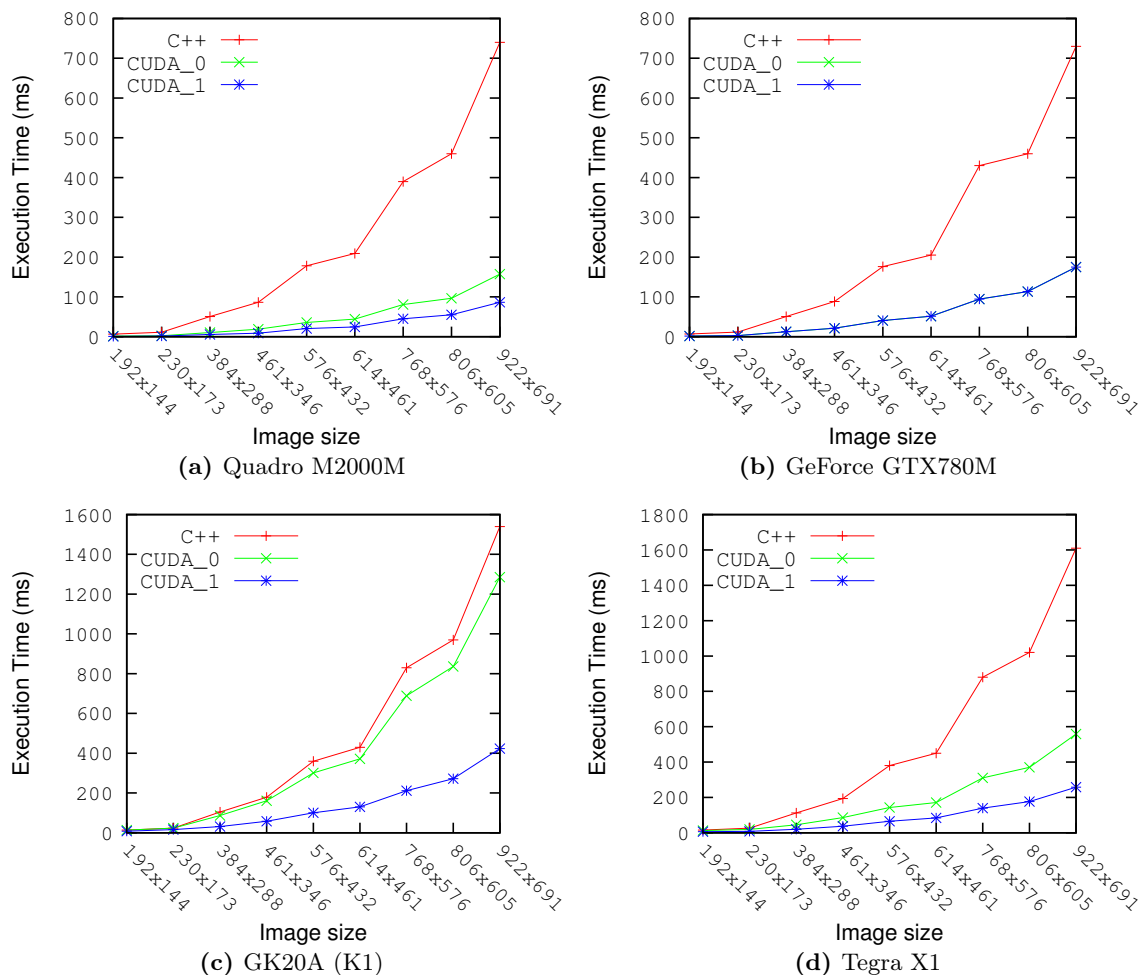 800
700
600
500
400
300
200
100
0
Execution Time (ms)
C++
CUDA_0
CUDA_1
192x144
230x173
384x288
461x346
576x432
614x461
768x576
806x605
922x691
Image size
(a) Quadro M2000M
800
700
600
500
400
300
200
100
0
Execution Time (ms)
C++
CUDA_0
CUDA_1
192x144
230x173
384x288
461x346
576x432
614x461
768x576
806x605
922x691
Image size
(b) GeForce GTX780M
1600
1400
1200
1000
800
600
400
200
0
Execution Time (ms)
C++
CUDA_0
CUDA_1
192x144
230x173
384x288
461x346
576x432
614x461
768x576
806x605
922x691
Image size
(c) GK20A (K1)
1800
1600
1400
1200
1000
800
600
400
200
0
Execution Time (ms)
C++
CUDA_0
CUDA_1
192x144
230x173
384x288
461x346
576x432
614x461
768x576
806x605
922x691
Image size
(d) Tegra X1